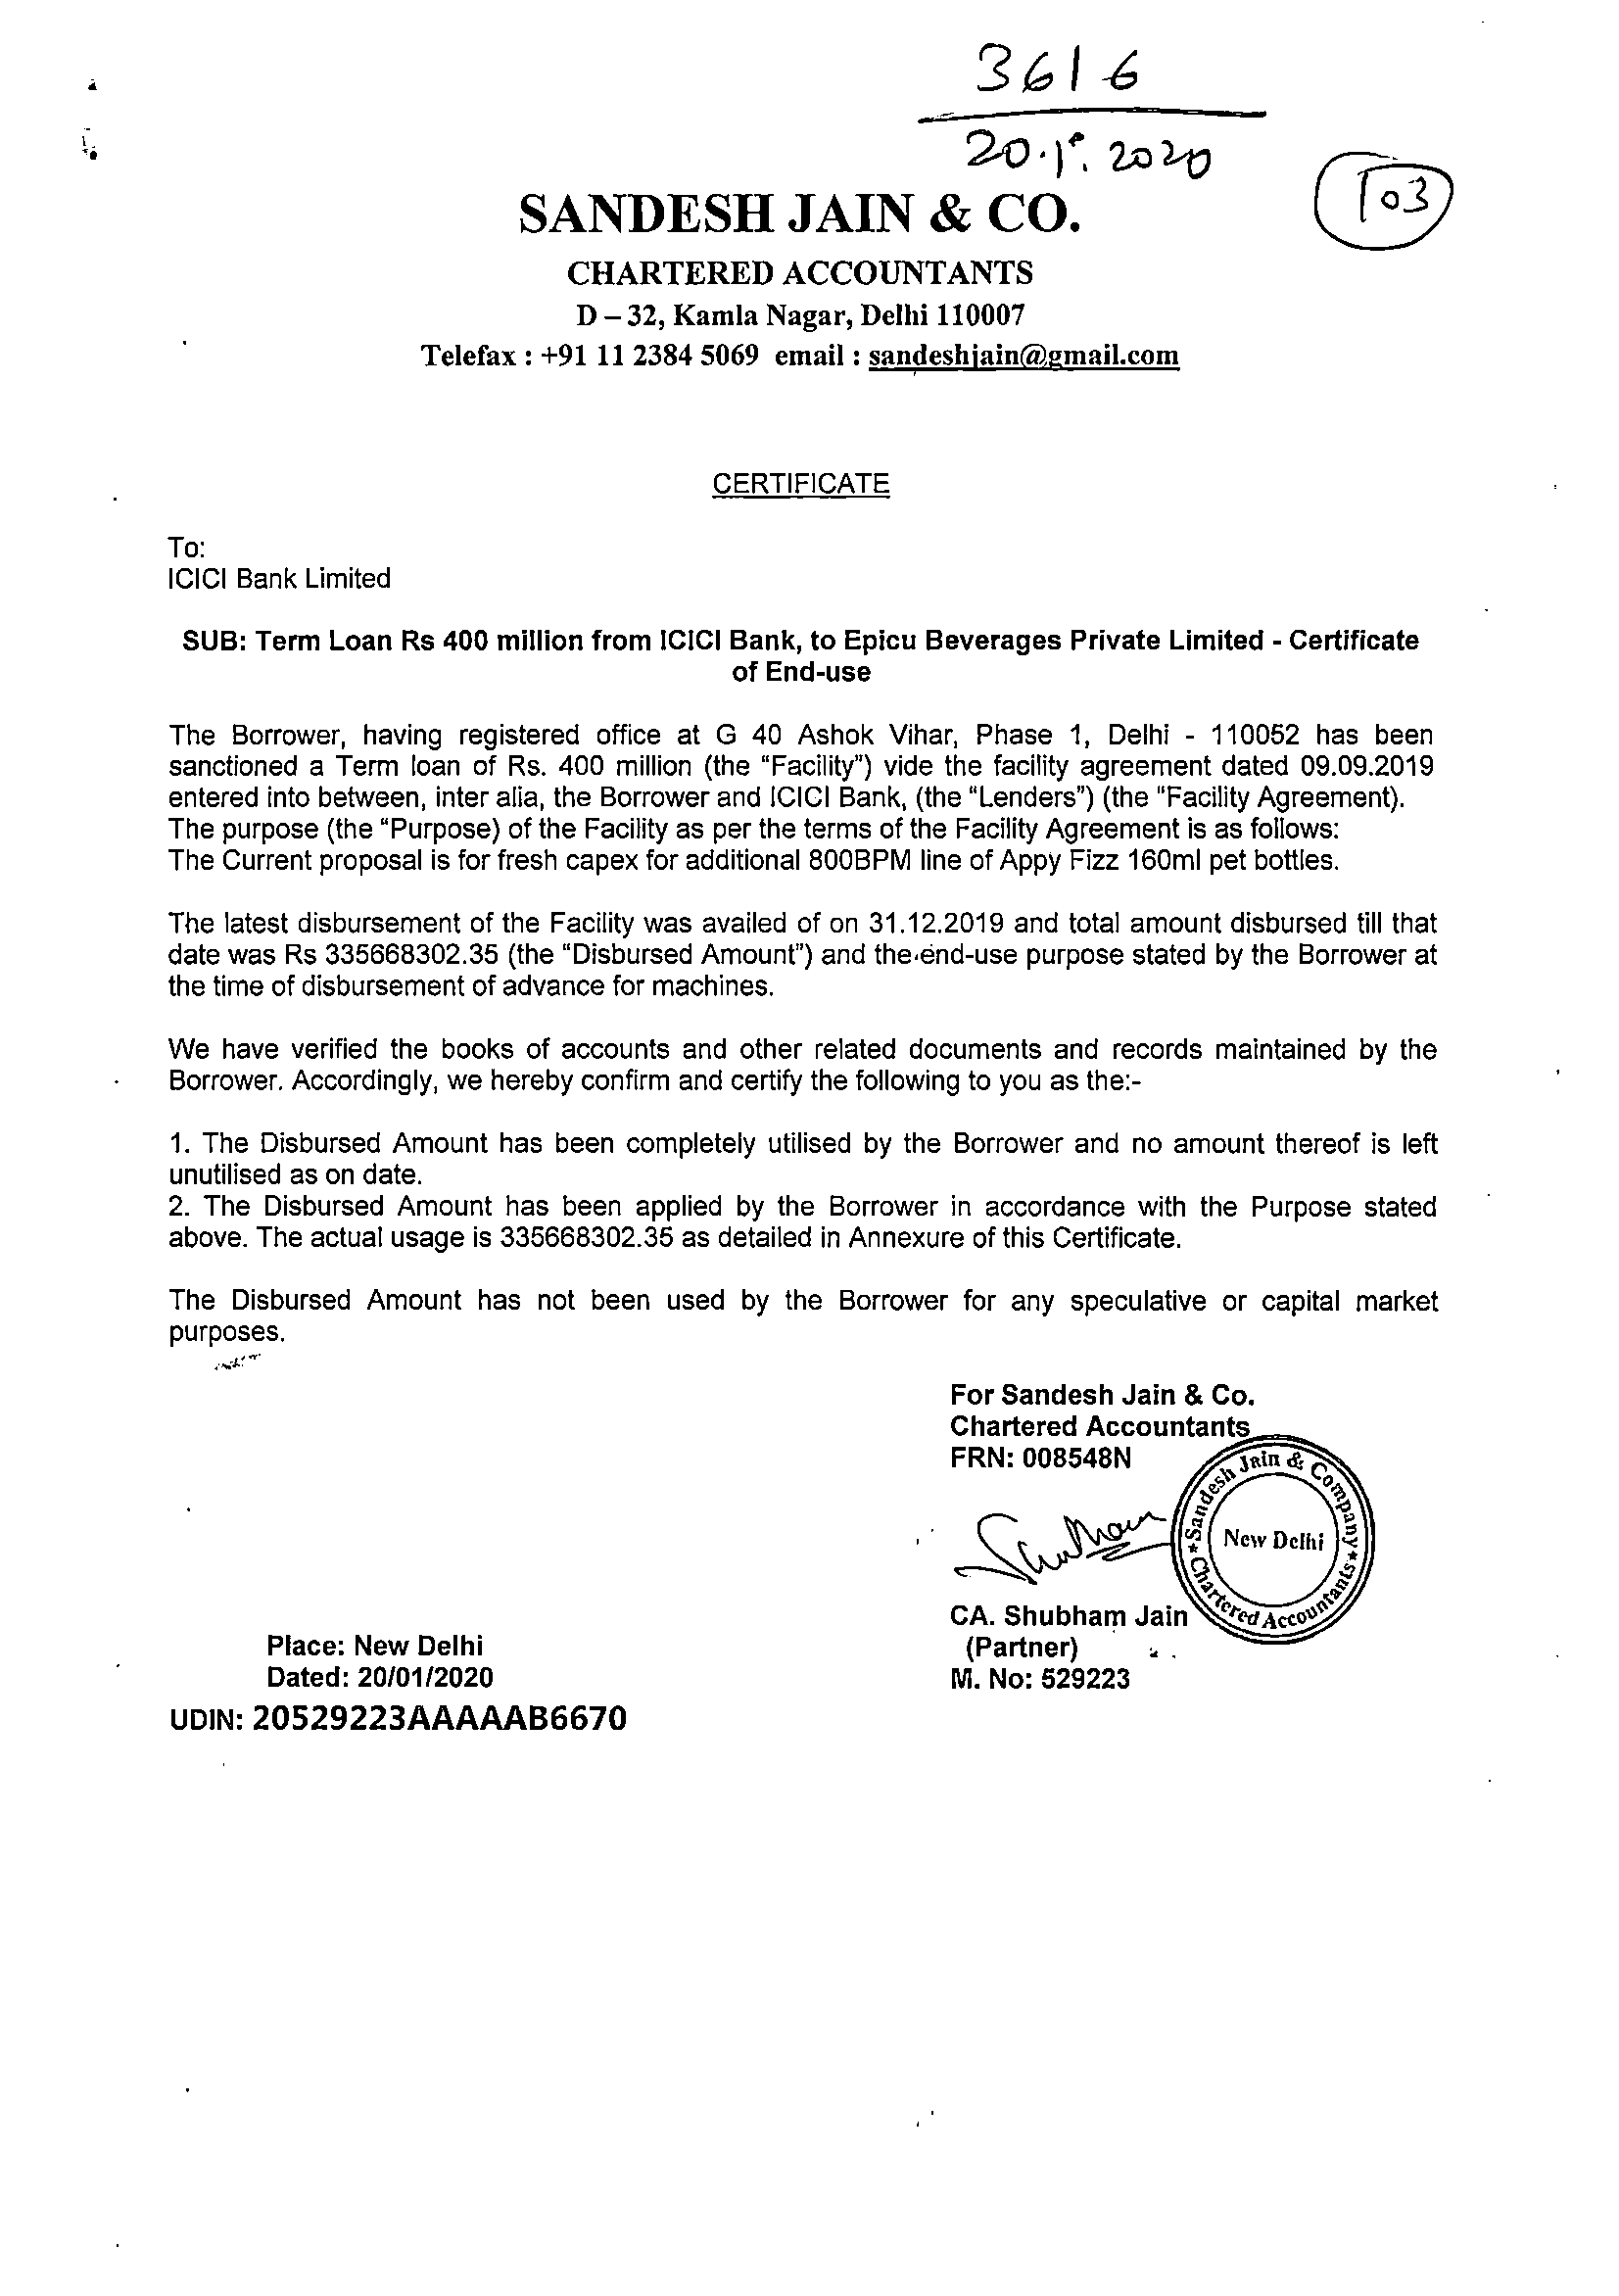 3616
20.1º.2020
103
SANDESH JAIN & CO.
CHARTERED ACCOUNTANTS
D – 32, Kamla Nagar, Delhi 110007
Telefax : +91 11 2384 5069 email : sandeshjain@gmail.com
CERTIFICATE
To:
ICICI Bank Limited
SUB: Term Loan Rs 400 million from ICICI Bank, to Epicu Beverages Private Limited - Certificate
of End-use
The Borrower, having registered office at G 40 Ashok Vihar, Phase 1, Delhi - 110052 has been
sanctioned a Term loan of Rs. 400 million (the “Facility”) vide the facility agreement dated 09.09.2019
entered into between, inter alia, the Borrower and ICICI Bank, (the “Lenders”) (the "Facility Agreement).
The purpose (the “Purpose) of the Facility as per the terms of the Facility Agreement is as follows:
The Current proposal is for fresh capex for additional 800BPM line of Appy Fizz 160ml pet bottles.
The latest disbursement of the Facility was availed of on 31.12.2019 and total amount disbursed till that
date was Rs 335668302.35 (the “Disbursed Amount”) and the end-use purpose stated by the Borrower at
the time of disbursement of advance for machines.
We have verified the books of accounts and other related documents and records maintained by the
Borrower. Accordingly, we hereby confirm and certify the following to you as the:-
1. The Disbursed Amount has been completely utilised by the Borrower and no amount thereof is left
unutilised as on date.
2. The Disbursed Amount has been applied by the Borrower in accordance with the Purpose stated
above. The actual usage is 335668302.35 as detailed in Annexure of this Certificate.
The Disbursed Amount has not been used by the Borrower for any speculative or capital market
purposes.
For Sandesh Jain & Co.
Chartered Accountants
FRN: 008548N
Shubham
★Sandesh Jain & Company★
New Delhi
Chartered Accountants
CA. Shubham Jain
(Partner)
M. No: 529223
Place: New Delhi
Dated: 20/01/2020
UDIN: 20529223AAAAAB6670